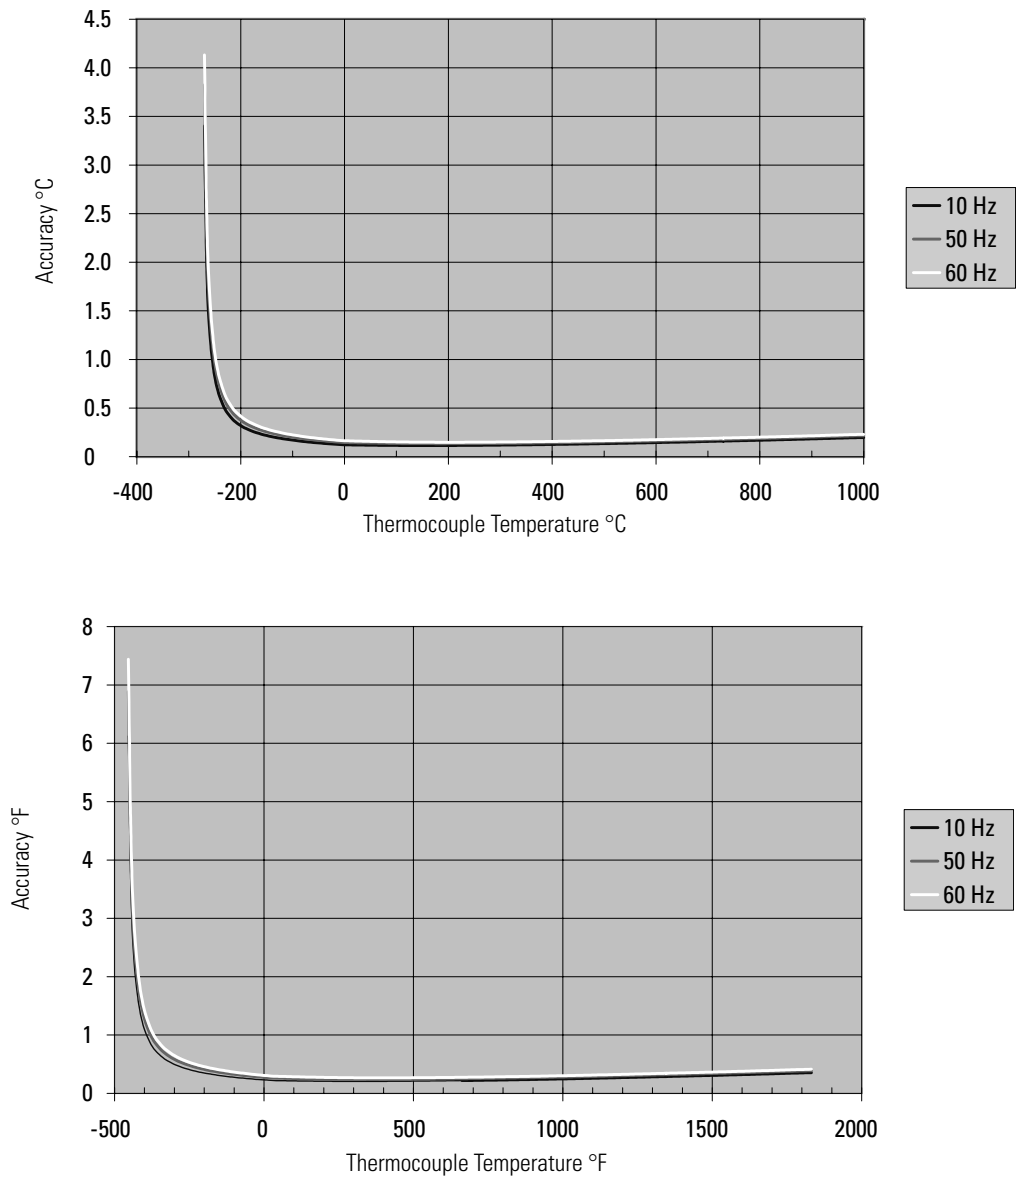 4.5
4.0
3.5
3.0
2.5
2.0
1.5
1.0
0.5
0
Accuracy °C
-400 -200 0 200 400 600 800 1000
Thermocouple Temperature °C
10 Hz
50 Hz
60 Hz
8
7
6
5
4
3
2
1
0
Accuracy °F
-500 0 500 1000 1500 2000
Thermocouple Temperature °F
10 Hz
50 Hz
60 Hz